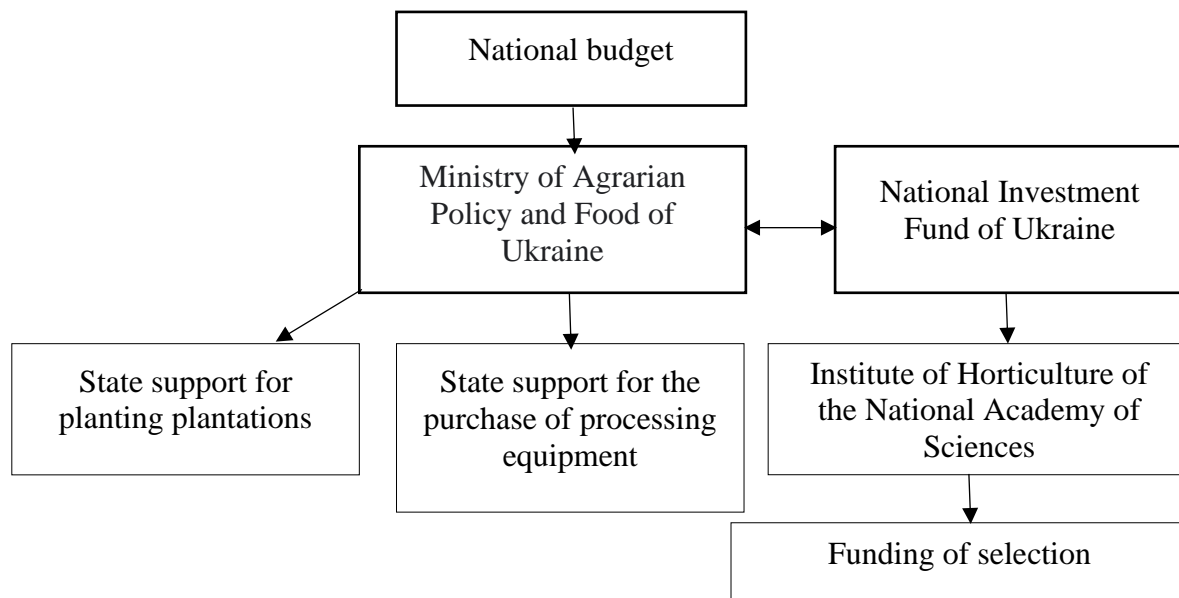 National budget
Ministry of Agrarian
Policy and Food of
Ukraine
National Investment
Fund of Ukraine
State support for
planting plantations
State support for the
purchase of processing
equipment
Institute of Horticulture of
the National Academy of
Sciences
Funding of selection